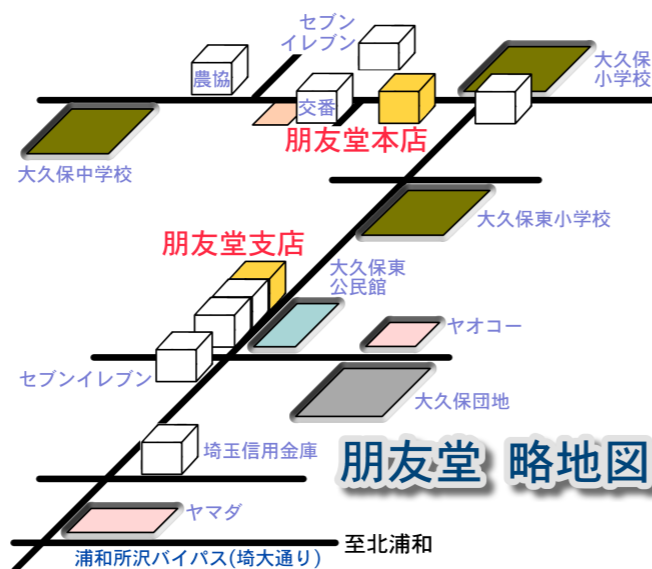 セブン
イレブン
農協
大久保
小学校
交番
朋友堂本店
大久保中学校
大久保東小学校
朋友堂支店
大久保東
公民館
ヤオコー
セブンイレブン
大久保団地
埼玉信用金庫
朋友堂 略地図
ヤマダ
至北浦和
浦和所沢バイパス(埼大通り)